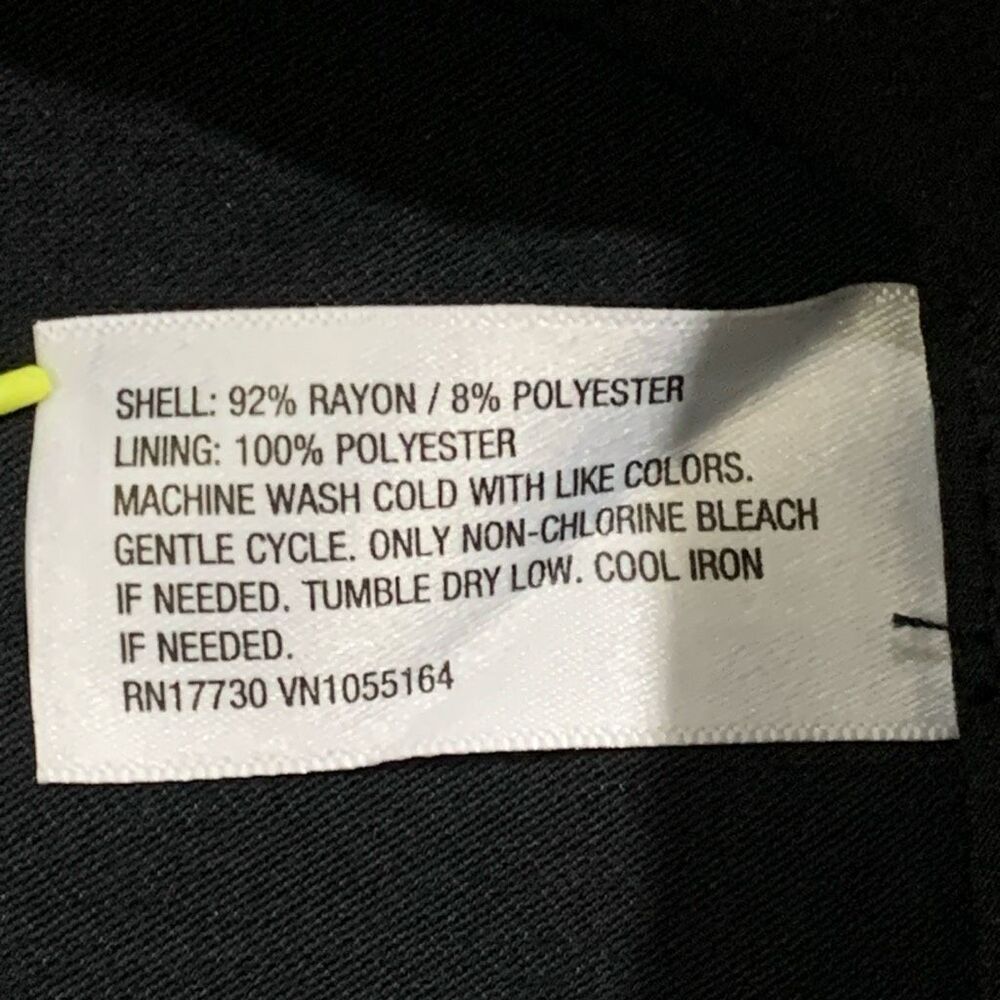 SHELL: 92% RAYON / 8% POLYESTER
LINING: 100% POLYESTER
MACHINE WASH COLD WITH LIKE COLORS.
GENTLE CYCLE. ONLY NON-CHLORINE BLEACH
IF NEEDED. TUMBLE DRY LOW. COOL IRON
IF NEEDED.
RN17730 VN1055164